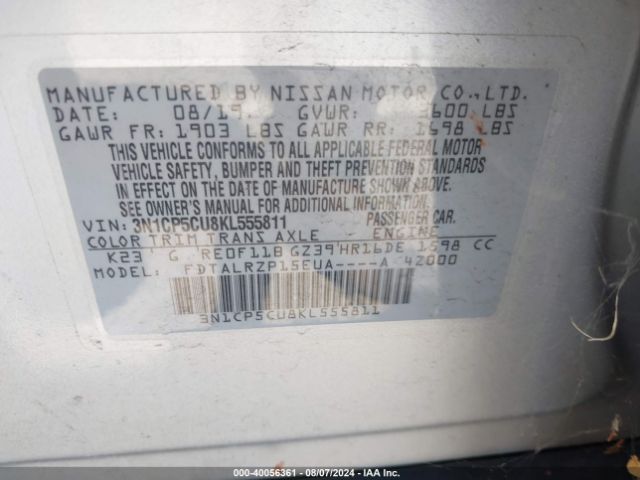 MANUFACTURED BY NISSAN MOTOR CO.,LTD.
DATE: 08/19 GVWR: 3600 LBS
GAWR FR: 1903 LBS GAWR RR: 1698 LBS
THIS VEHICLE CONFORMS TO ALL APPLICABLE FEDERAL MOTOR
VEHICLE SAFETY, BUMPER AND THEFT PREVENTION STANDARDS
IN EFFECT ON THE DATE OF MANUFACTURE SHOWN ABOVE.
SEE OWNER'S MANUAL FOR ADDITIONAL INFORMATION.
VIN: 3N1CP5CU8KL555811 PASSENGER CAR.
COLOR TRIM TRANS AXLE ENGINE
K23 G RE0F11B GZ39 HR16DE 1598 CC
MODEL: FDTALRZP15EUA----A 42000
3N1CP5CU8KL555811
000-40056361 - 08/07/2024 - IAA Inc.